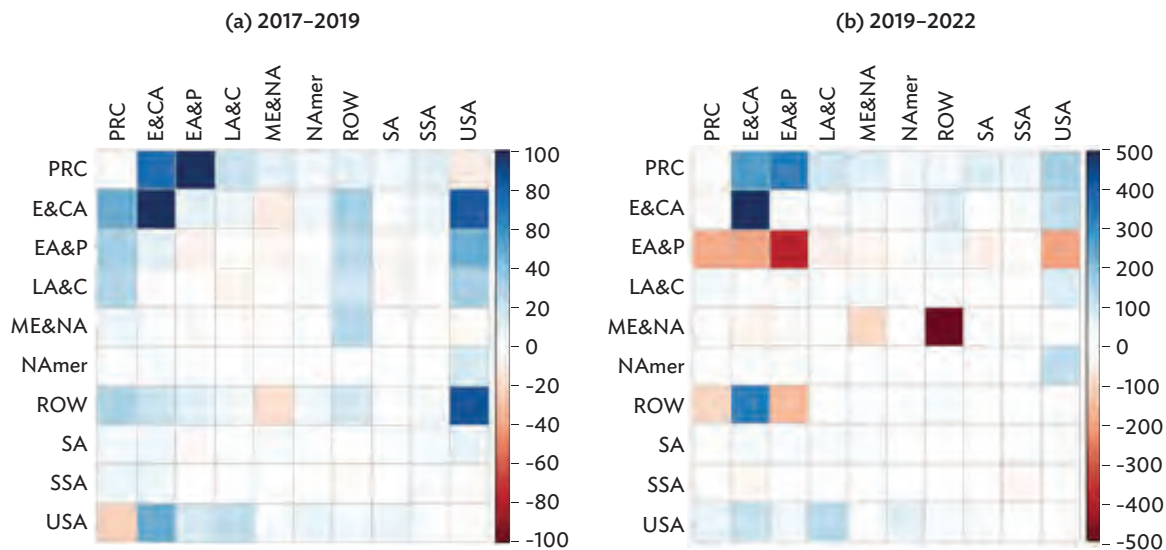 (a) 2017–2019
PRC
E&CA
EA&P
LA&C
ME&NA
NAmer
ROW
SA
SSA
USA
PRC
E&CA
EA&P
LA&C
ME&NA
NAmer
ROW
SA
SSA
USA
100
80
80
40
20
0
-20
-40
-60
-80
-100
(b) 2019–2022
PRC
E&CA
EA&P
LA&C
ME&NA
NAmer
ROW
SA
SSA
USA
PRC
E&CA
EA&P
LA&C
ME&NA
NAmer
ROW
SA
SSA
USA
500
400
300
200
100
0
-100
-200
-300
-400
-500